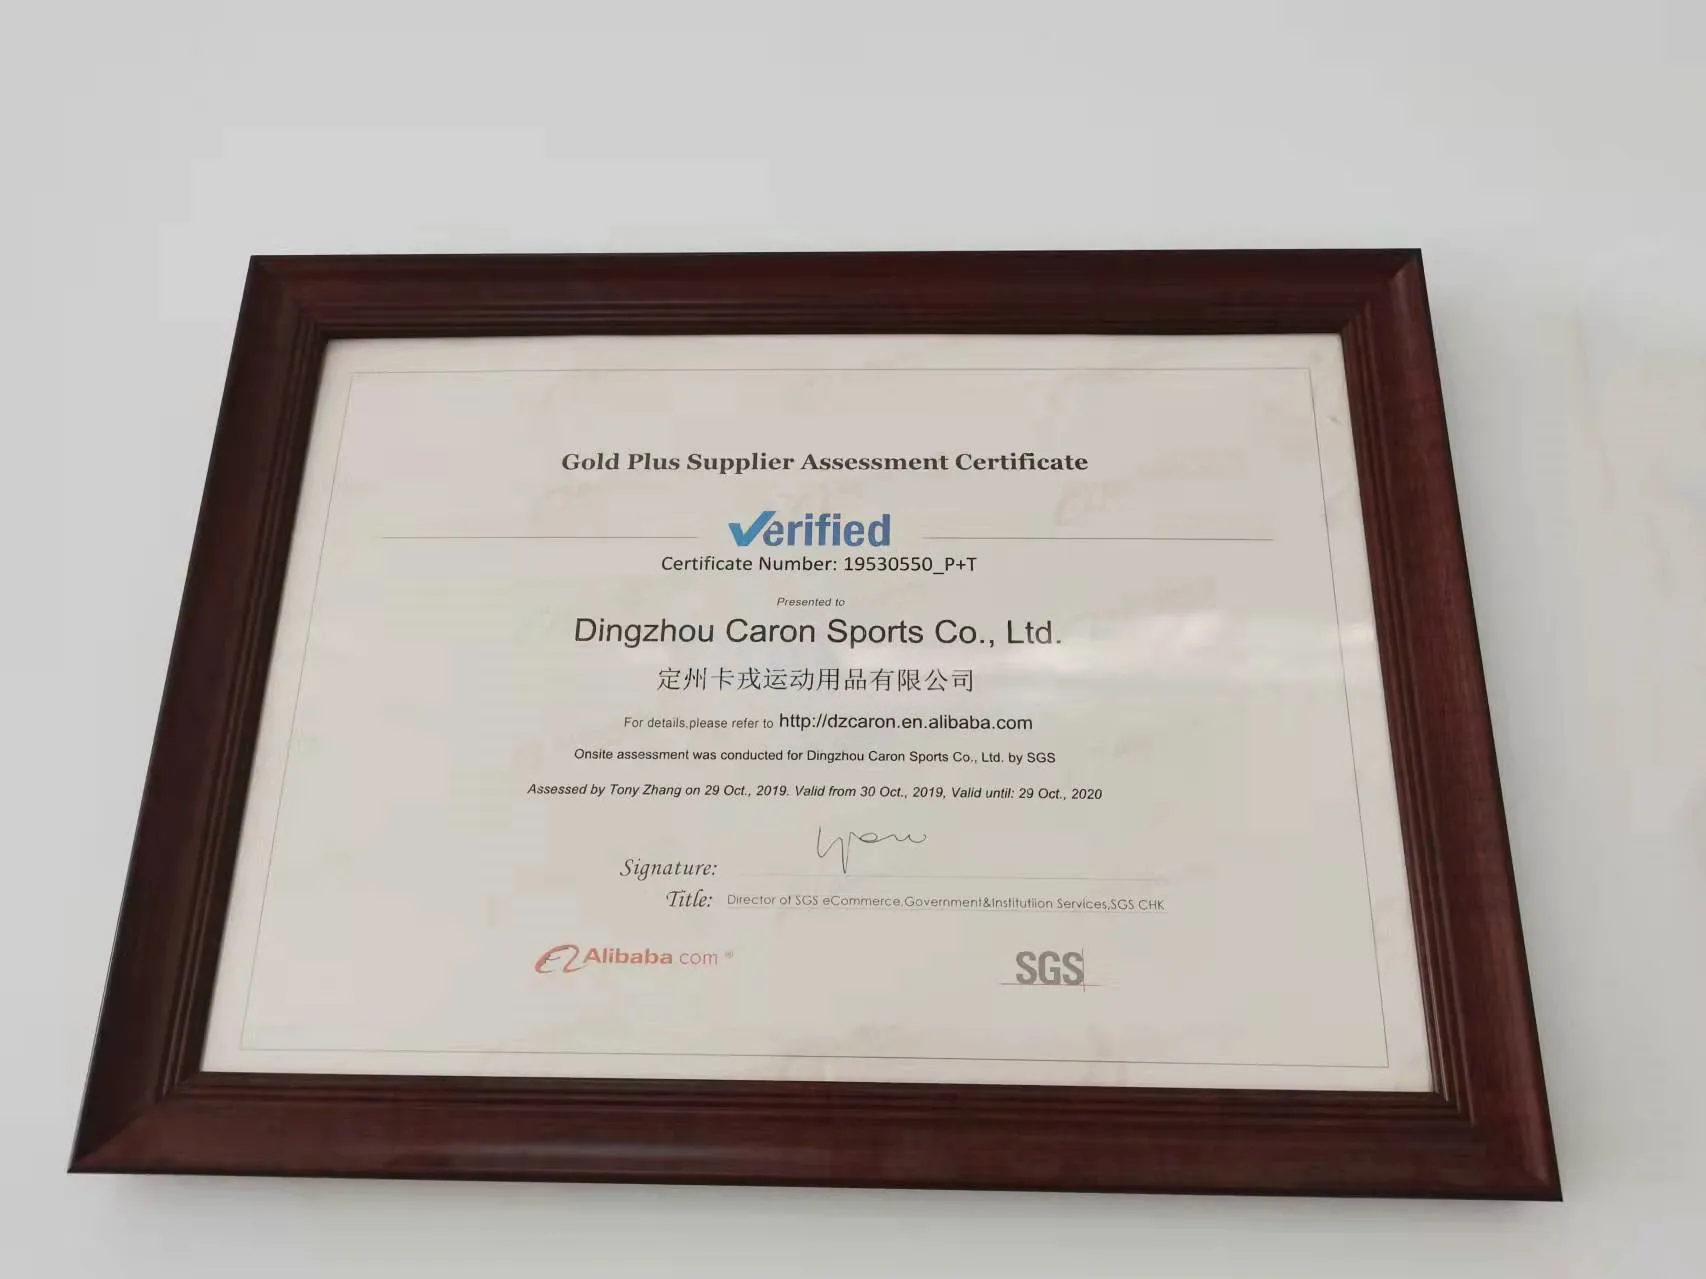 Gold Plus Supplier Assessment Certificate
Verified
Certificate Number: 19530550_P+T
Presented to
Dingzhou Caron Sports Co., Ltd.
定州卡戎运动用品有限公司
For details,please refer to http://dzcaron.en.alibaba.com
Onsite assessment was conducted for Dingzhou Caron Sports Co., Ltd. by SGS
Assessed by Tony Zhang on 29 Oct., 2019. Valid from 30 Oct., 2019, Valid until: 29 Oct., 2020
Signature:
Title: Director of SGS eCommerce,Government&Institutiion Services,SGS CHK
Alibaba.com ®
SGS